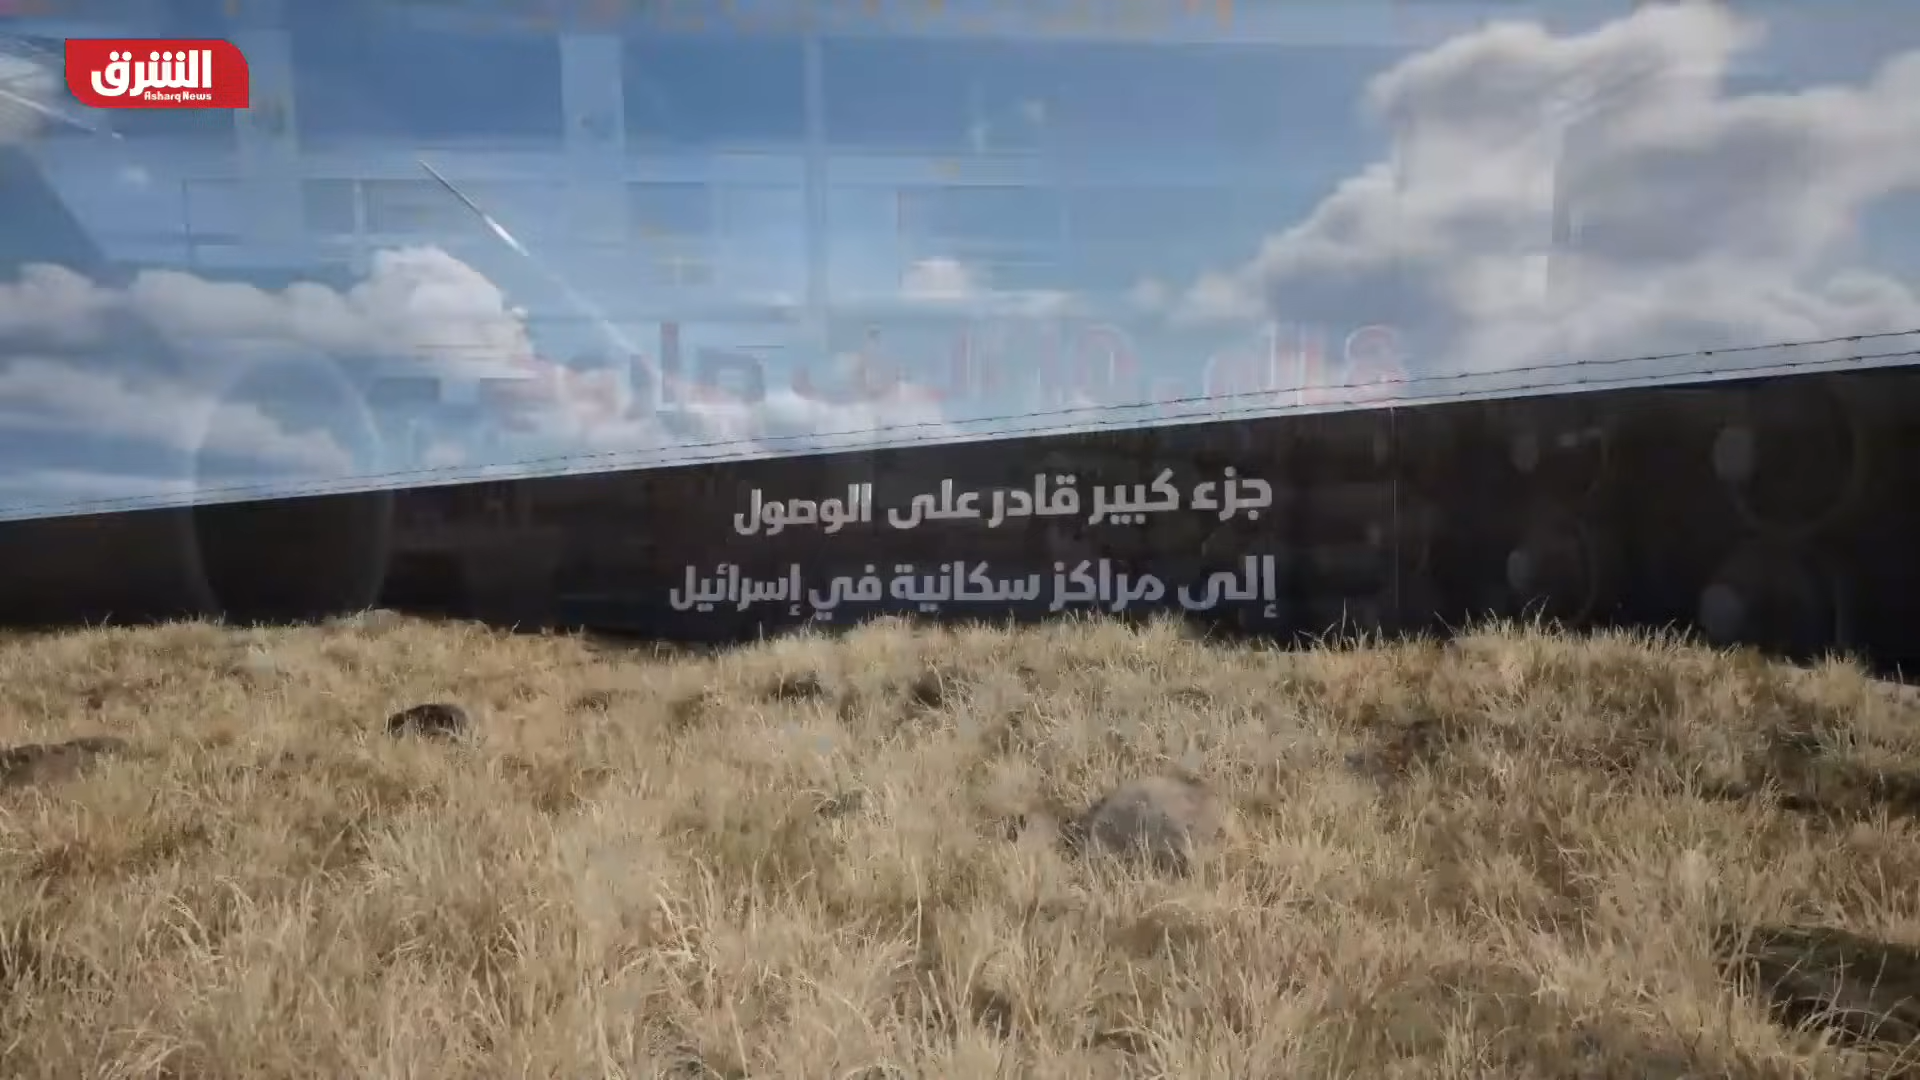 الشرق
Asharq News
جزء كبير قادر على الوصول
إلى مراكز سكانية في إسرائيل